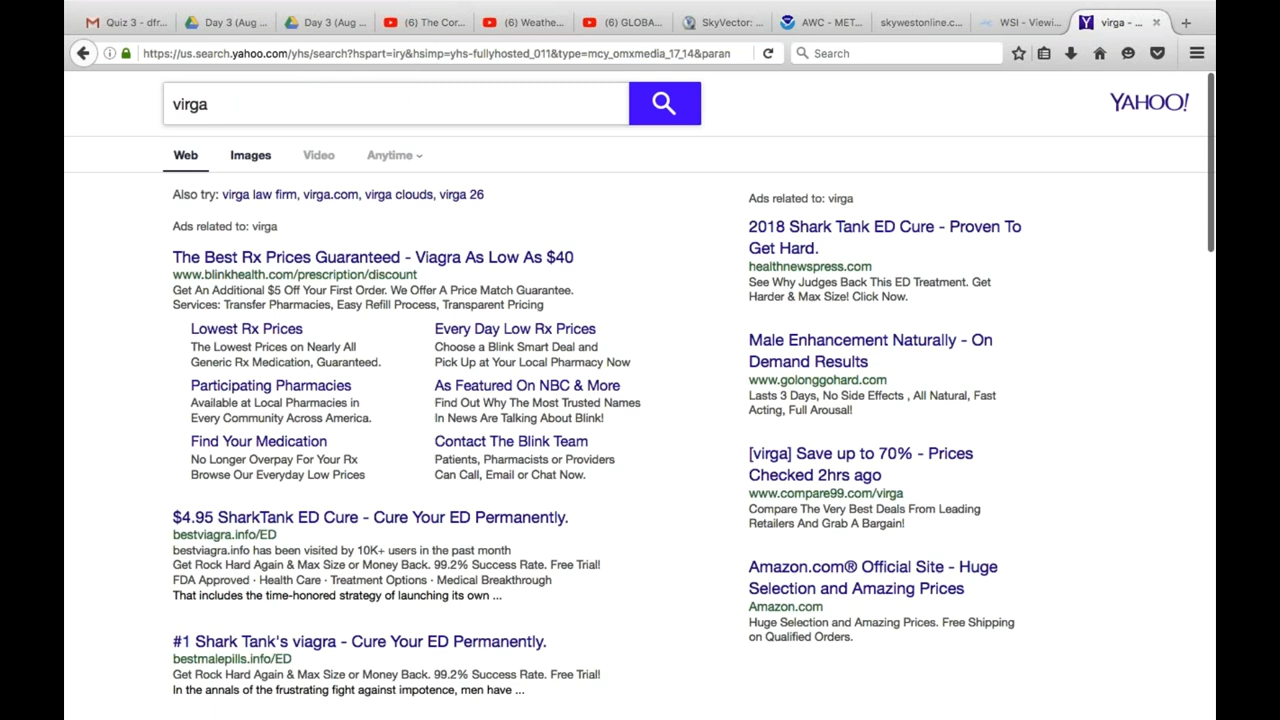 Quiz 3 - dfr...
Day 3 (Aug ...
Day 3 (Aug ...
(6) The Cor...
(6) Weathe...
(6) GLOBA...
SkyVector: ...
AWC - MET...
skywestonline.c...
WSI - Viewi...
virga - ...
https://us.search.yahoo.com/yhs/search?hspart=iry&hsimp=yhs-fullyhosted_011&type=mcy_omxmedia_17_14&paran
Search
virga
YAHOO!
Web
Images
Video
Anytime
Also try: virga law firm, virga.com, virga clouds, virga 26
Ads related to: virga
The Best Rx Prices Guaranteed - Viagra As Low As $40
www.blinkhealth.com/prescription/discount
Get An Additional $5 Off Your First Order. We Offer A Price Match Guarantee.
Services: Transfer Pharmacies, Easy Refill Process, Transparent Pricing
Lowest Rx Prices
The Lowest Prices on Nearly All
Generic Rx Medication, Guaranteed.
Every Day Low Rx Prices
Choose a Blink Smart Deal and
Pick Up at Your Local Pharmacy Now
Participating Pharmacies
Available at Local Pharmacies in
Every Community Across America.
As Featured On NBC & More
Find Out Why The Most Trusted Names
In News Are Talking About Blink!
Find Your Medication
No Longer Overpay For Your Rx
Browse Our Everyday Low Prices
Contact The Blink Team
Patients, Pharmacists or Providers
Can Call, Email or Chat Now.
$4.95 SharkTank ED Cure - Cure Your ED Permanently.
bestviagra.info/ED
bestviagra.info has been visited by 10K+ users in the past month
Get Rock Hard Again & Max Size or Money Back. 99.2% Success Rate. Free Trial!
FDA Approved · Health Care · Treatment Options · Medical Breakthrough
That includes the time-honored strategy of launching its own ...
#1 Shark Tank's viagra - Cure Your ED Permanently.
bestmalepills.info/ED
Get Rock Hard Again & Max Size or Money Back. 99.2% Success Rate. Free Trial!
In the annals of the frustrating fight against impotence, men have ...
Ads related to: virga
2018 Shark Tank ED Cure - Proven To
Get Hard.
healthnewspress.com
See Why Judges Back This ED Treatment. Get
Harder & Max Size! Click Now.
Male Enhancement Naturally - On
Demand Results
www.golonggohard.com
Lasts 3 Days, No Side Effects , All Natural, Fast
Acting, Full Arousal!
[virga] Save up to 70% - Prices
Checked 2hrs ago
www.compare99.com/virga
Compare The Very Best Deals From Leading
Retailers And Grab A Bargain!
Amazon.com® Official Site - Huge
Selection and Amazing Prices
Amazon.com
Huge Selection and Amazing Prices. Free Shipping
on Qualified Orders.